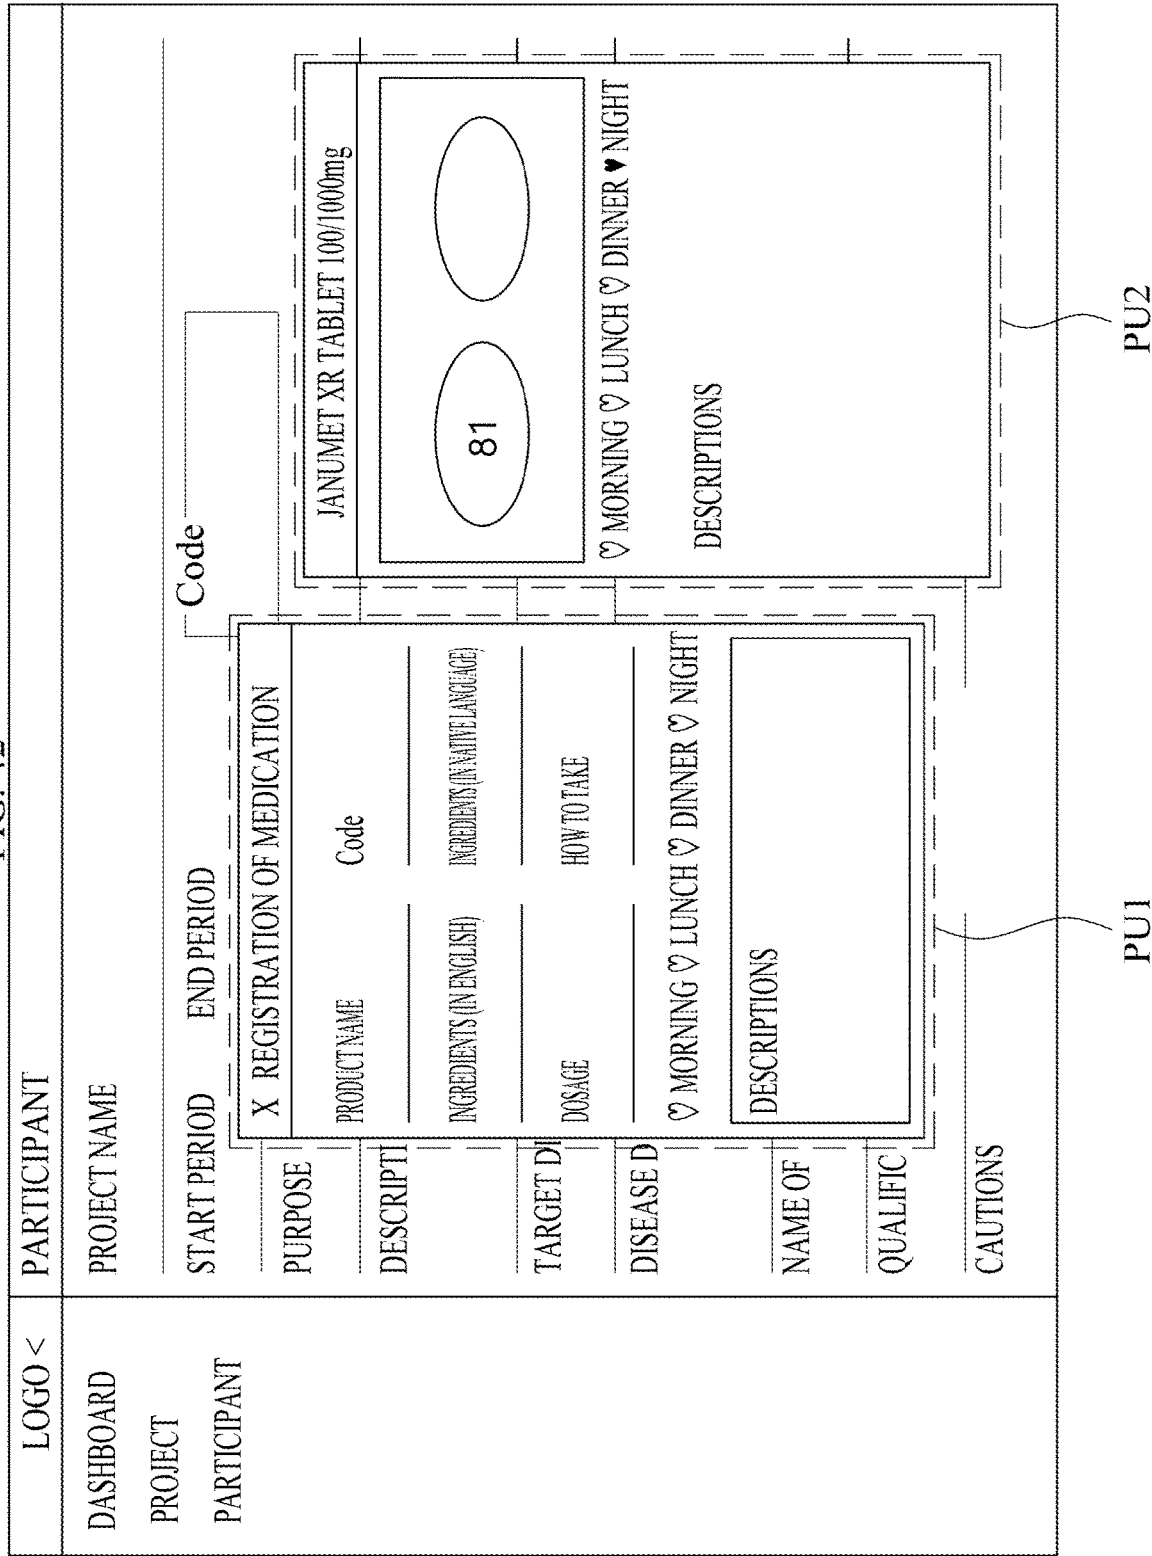 LOGO <
DASHBOARD
PROJECT
PARTICIPANT
PARTICIPANT
PROJECT NAME
START PERIOD END PERIOD
PURPOSE
DESCRIPTI
TARGET DI
DISEASE D
NAME OF
QUALIFIC
CAUTIONS
Code
X REGISTRATION OF MEDICATION
PRODUCT NAME Code
INGREDIENTS (IN ENGLISH) INGREDIENTS (IN NATIVE LANGUAGE)
DOSAGE HOW TO TAKE
♡ MORNING ♡ LUNCH ♡ DINNER ♡ NIGHT
DESCRIPTIONS
PU1
JANUMET XR TABLET 100/1000mg
81
♡ MORNING ♡ LUNCH ♡ DINNER ♥ NIGHT
DESCRIPTIONS
PU2